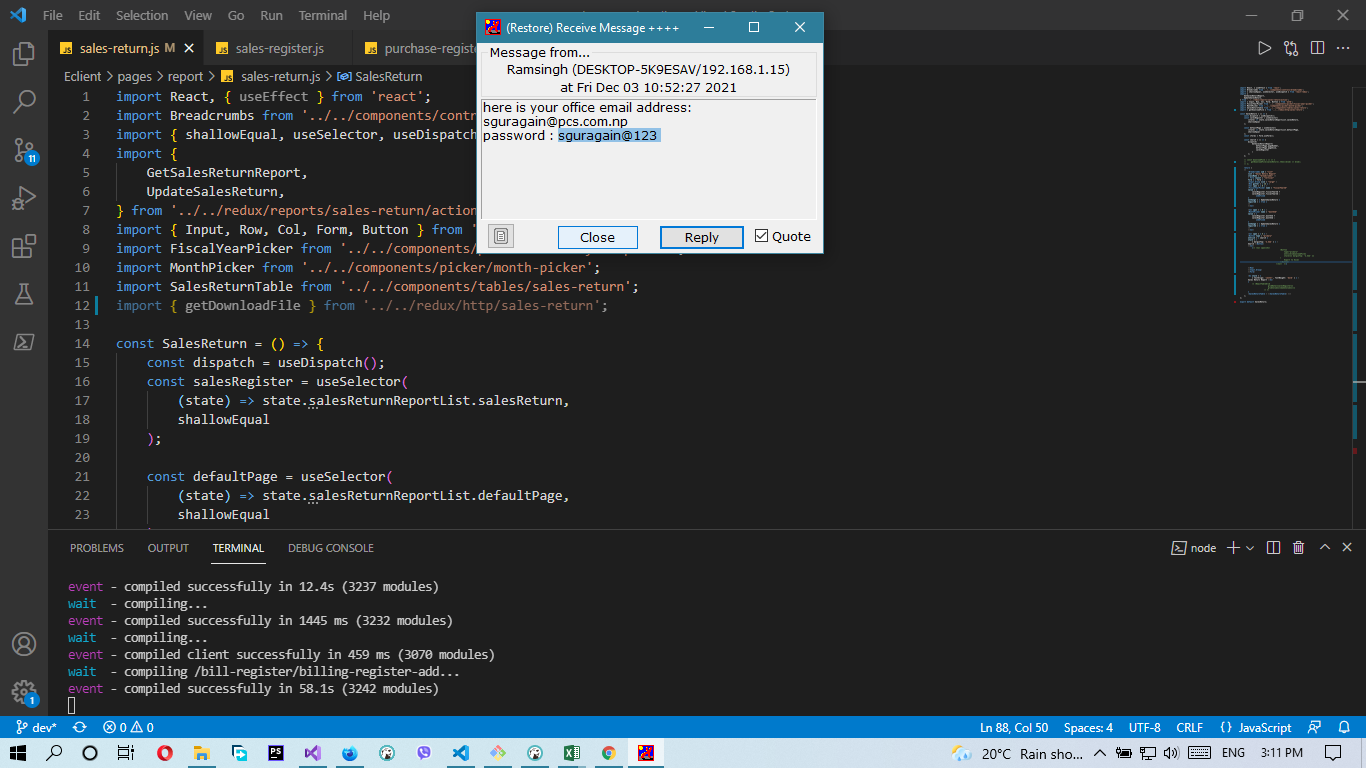 File Edit Selection View Go Run Terminal Help
(Restore) Receive Message ++++
Message from...
Ramsingh (DESKTOP-5K9ESAV/192.168.1.15)
at Fri Dec 03 10:52:27 2021
here is your office email address:
sguragain@pcs.com.np
password : sguragain@123
Close Reply Quote
sales-return.js M sales-register.js purchase-regist
Eclient > pages > report > sales-return.js > SalesReturn
1 import React, { useEffect } from 'react';
2 import Breadcrumbs from '../../components/contr
3 import { shallowEqual, useSelector, useDispatch
4 import {
5 GetSalesReturnReport,
6 UpdateSalesReturn,
7 } from '../../redux/reports/sales-return/action
8 import { Input, Row, Col, Form, Button } from '
9 import FiscalYearPicker from '../../components/
10 import MonthPicker from '../../components/picker/month-picker';
11 import SalesReturnTable from '../../components/tables/sales-return';
12 import { getDownloadFile } from '../../redux/http/sales-return';
13
14 const SalesReturn = () => {
15 const dispatch = useDispatch();
16 const salesRegister = useSelector(
17 (state) => state.salesReturnReportList.salesReturn,
18 shallowEqual
19 );
20
21 const defaultPage = useSelector(
22 (state) => state.salesReturnReportList.defaultPage,
23 shallowEqual
PROBLEMS OUTPUT TERMINAL DEBUG CONSOLE node
event - compiled successfully in 12.4s (3237 modules)
wait - compiling...
event - compiled successfully in 1445 ms (3232 modules)
wait - compiling...
event - compiled client successfully in 459 ms (3070 modules)
wait - compiling /bill-register/billing-register-add...
event - compiled successfully in 58.1s (3242 modules)
11
1
dev* 0 0 Ln 88, Col 50 Spaces: 4 UTF-8 CRLF {} JavaScript
20°C Rain sho... ENG 3:11 PM